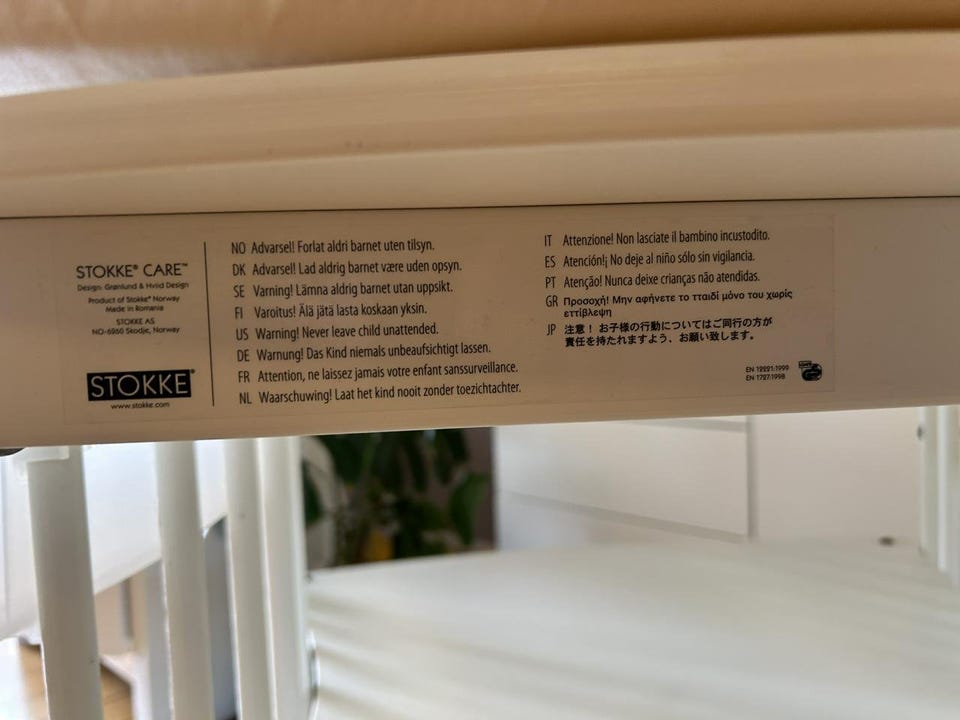 STOKKE® CARE™
Design: Grønlund & Hviid Design
Product of Stokke® Norway
Made in Romania
STOKKE AS
NO-6260 Skodje, Norway
STOKKE®
www.stokke.com
NO Advarsel! Forlat aldri barnet uten tilsyn.
DK Advarsel! Lad aldrig barnet være uden opsyn.
SE Varning! Lämna aldrig barnet utan uppsikt.
FI Varoitus! Älä jätä lasta koskaan yksin.
US Warning! Never leave child unattended.
DE Warnung! Das Kind niemals unbeaufsichtigt lassen.
FR Attention, ne laissez jamais votre enfant sanssurveillance.
NL Waarschuwing! Laat het kind nooit zonder toezichtachter.
IT Attenzione! Non lasciate il bambino incustodito.
ES Atención!¡ No deje al niño sólo sin vigilancia.
PT Atenção! Nunca deixe crianças não atendidas.
GR Προσοχή! Μην αφήνετε το τταιδί μόνο του χωρίς
εττίβλεψη
JP 注意！お子様の行動についてはご同行の方が
責任を持たれますよう、お願い致します。
EN 12221:1999
EN 1727:1998